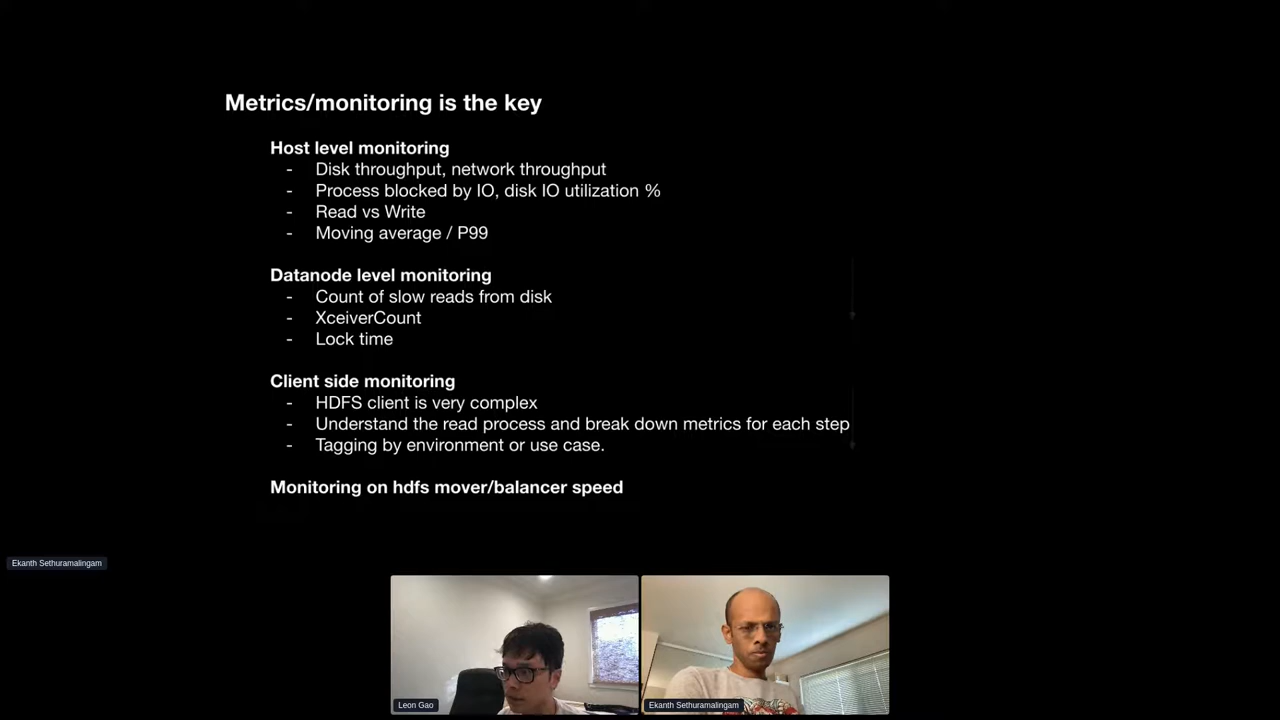 Metrics/monitoring is the key
Host level monitoring
- Disk throughput, network throughput
- Process blocked by IO, disk IO utilization %
- Read vs Write
- Moving average / P99
Datanode level monitoring
- Count of slow reads from disk
- XceiverCount
- Lock time
Client side monitoring
- HDFS client is very complex
- Understand the read process and break down metrics for each step
- Tagging by environment or use case.
Monitoring on hdfs mover/balancer speed
Ekanth Sethuramalingam
Leon Gao
Ekanth Sethuramalingam